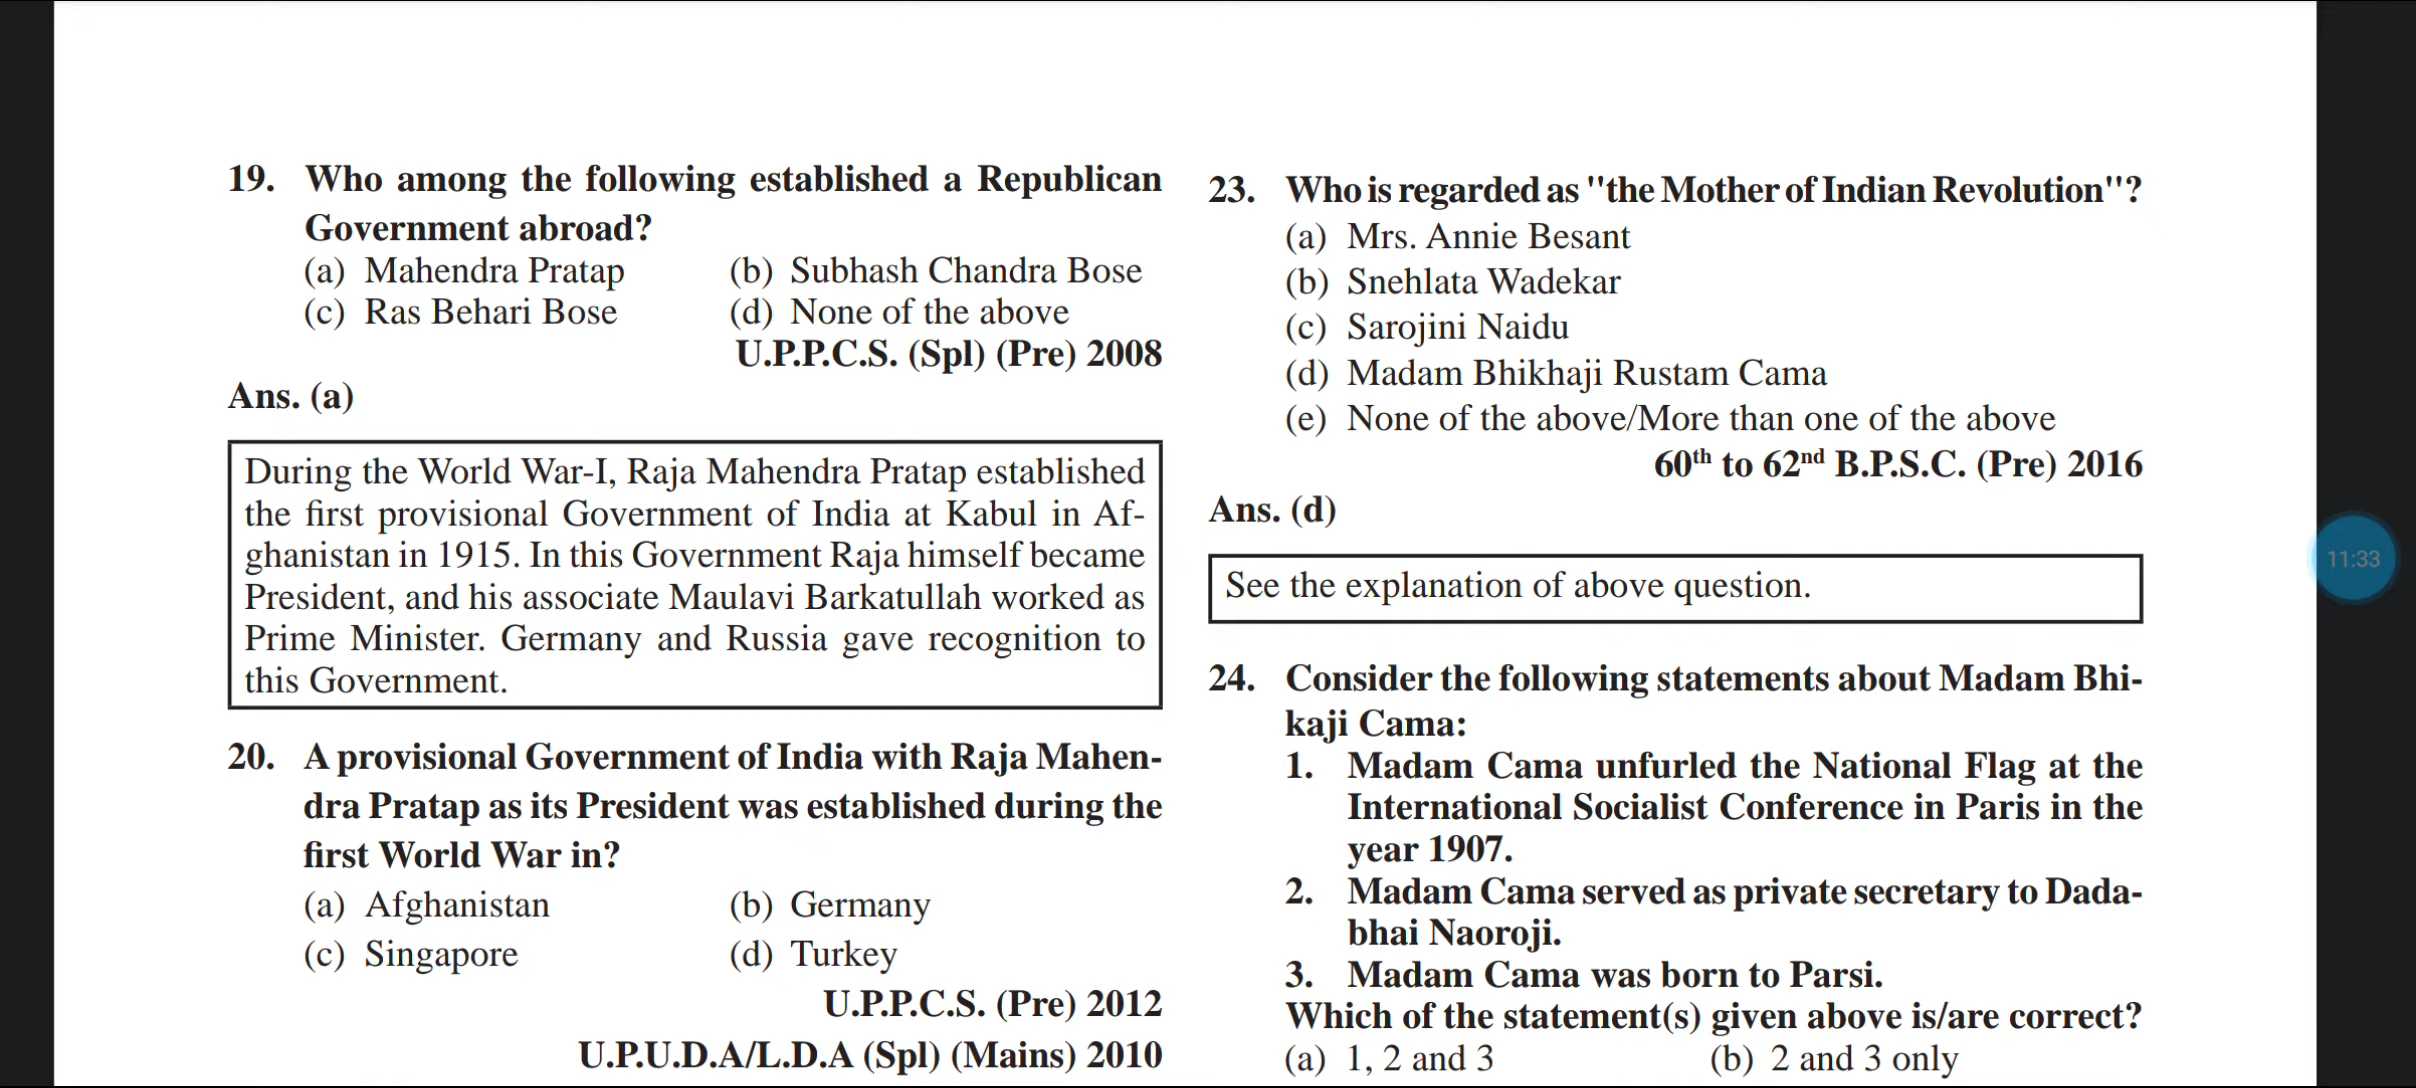 19. Who among the following established a Republican
Government abroad?
(a) Mahendra Pratap (b) Subhash Chandra Bose
(c) Ras Behari Bose (d) None of the above
U.P.P.C.S. (Spl) (Pre) 2008
Ans. (a)
During the World War-I, Raja Mahendra Pratap established
the first provisional Government of India at Kabul in Af-
ghanistan in 1915. In this Government Raja himself became
President, and his associate Maulavi Barkatullah worked as
Prime Minister. Germany and Russia gave recognition to
this Government.
20. A provisional Government of India with Raja Mahen-
dra Pratap as its President was established during the
first World War in?
(a) Afghanistan (b) Germany
(c) Singapore (d) Turkey
U.P.P.C.S. (Pre) 2012
U.P.U.D.A/L.D.A (Spl) (Mains) 2010
23. Who is regarded as ''the Mother of Indian Revolution''?
(a) Mrs. Annie Besant
(b) Snehlata Wadekar
(c) Sarojini Naidu
(d) Madam Bhikhaji Rustam Cama
(e) None of the above/More than one of the above
60th to 62nd B.P.S.C. (Pre) 2016
Ans. (d)
See the explanation of above question.
24. Consider the following statements about Madam Bhi-
kaji Cama:
1. Madam Cama unfurled the National Flag at the
International Socialist Conference in Paris in the
year 1907.
2. Madam Cama served as private secretary to Dada-
bhai Naoroji.
3. Madam Cama was born to Parsi.
Which of the statement(s) given above is/are correct?
(a) 1, 2 and 3 (b) 2 and 3 only
11:33